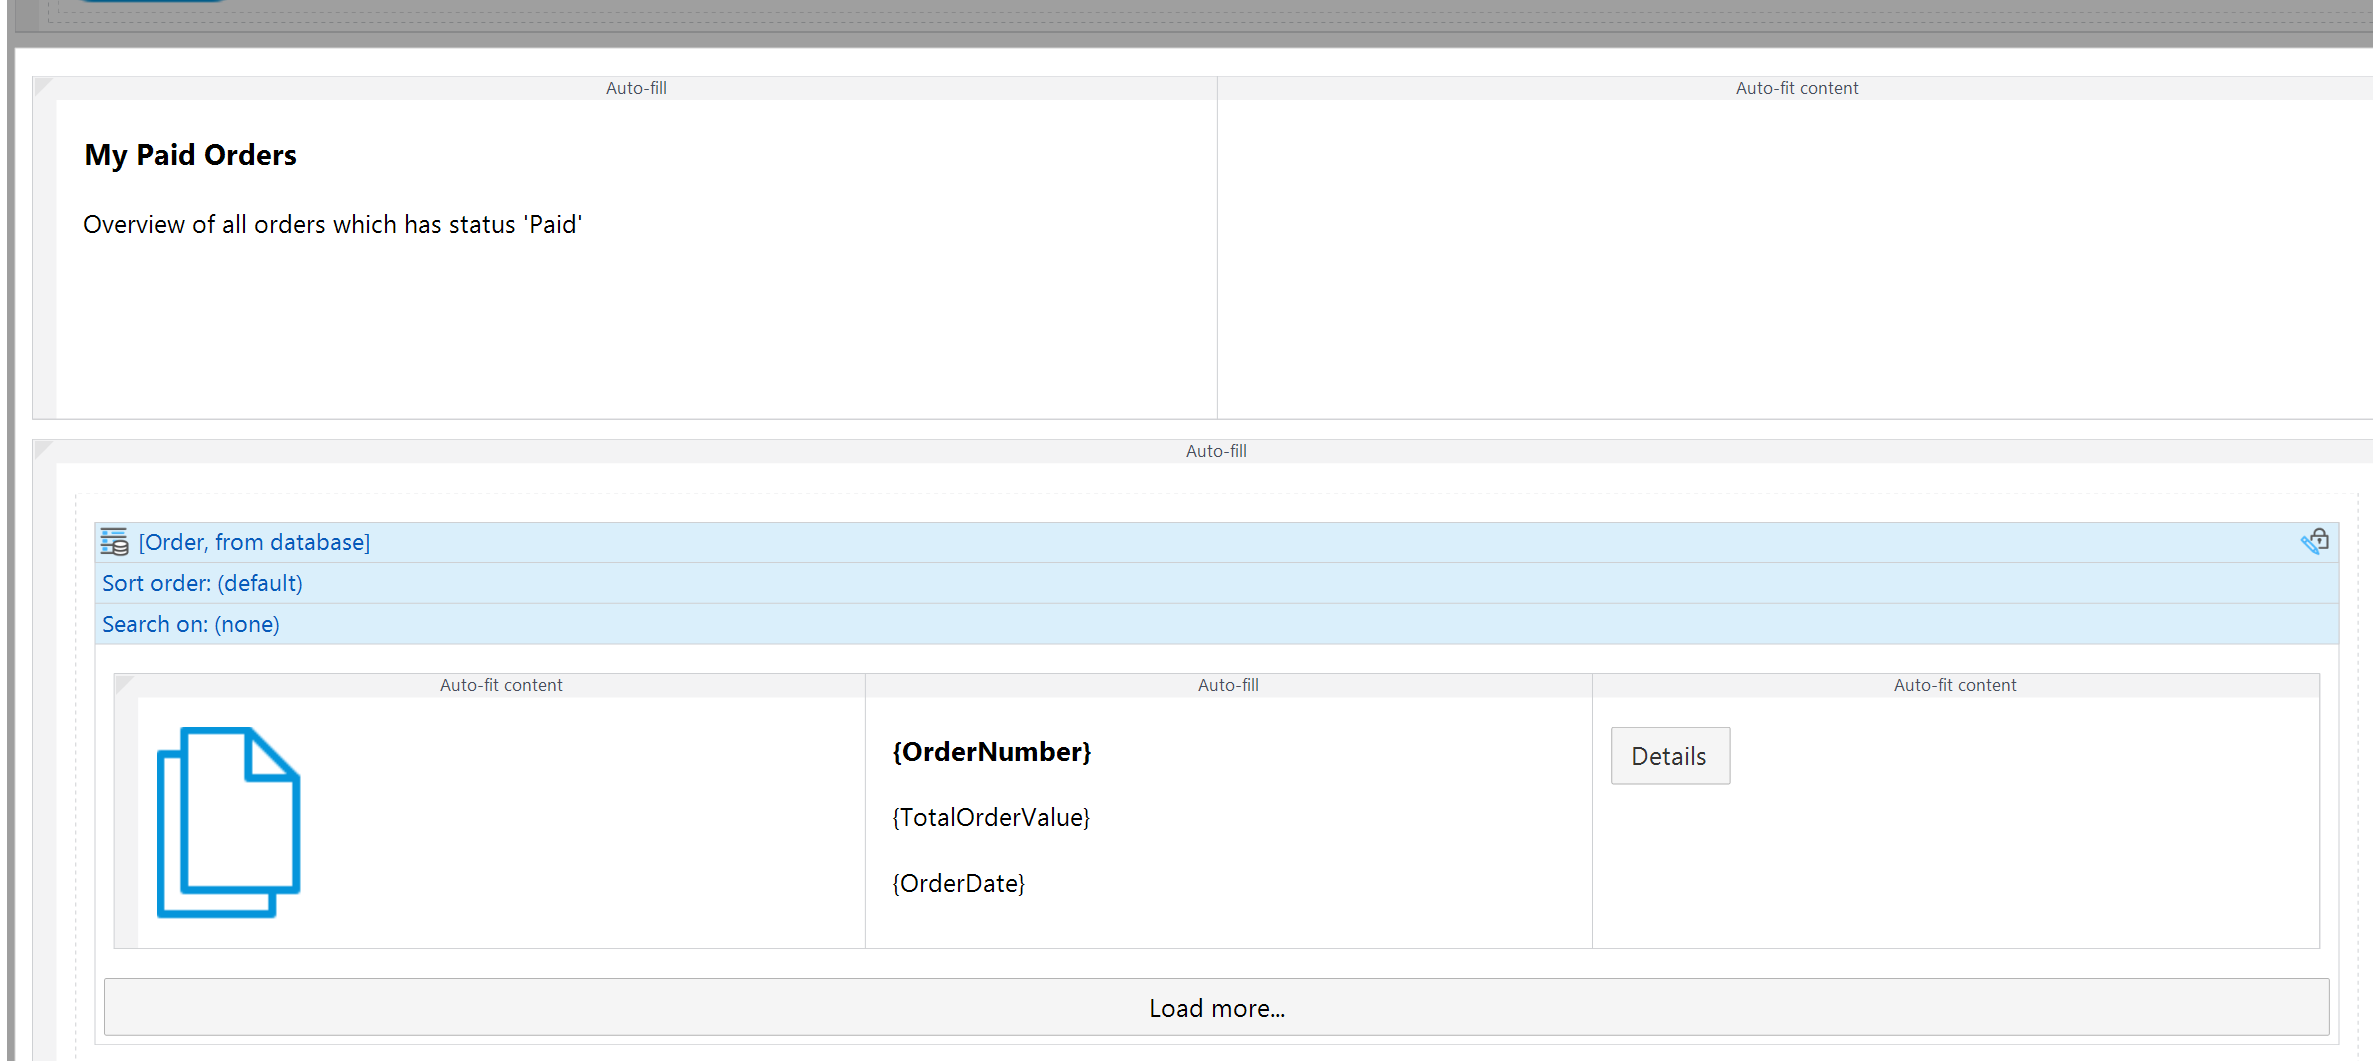 Auto-fill
Auto-fit content
My Paid Orders
Overview of all orders which has status 'Paid'
Auto-fill
[Order, from database]
Sort order: (default)
Search on: (none)
Auto-fit content
Auto-fill
Auto-fit content
{OrderNumber}
Details
{TotalOrderValue}
{OrderDate}
Load more...